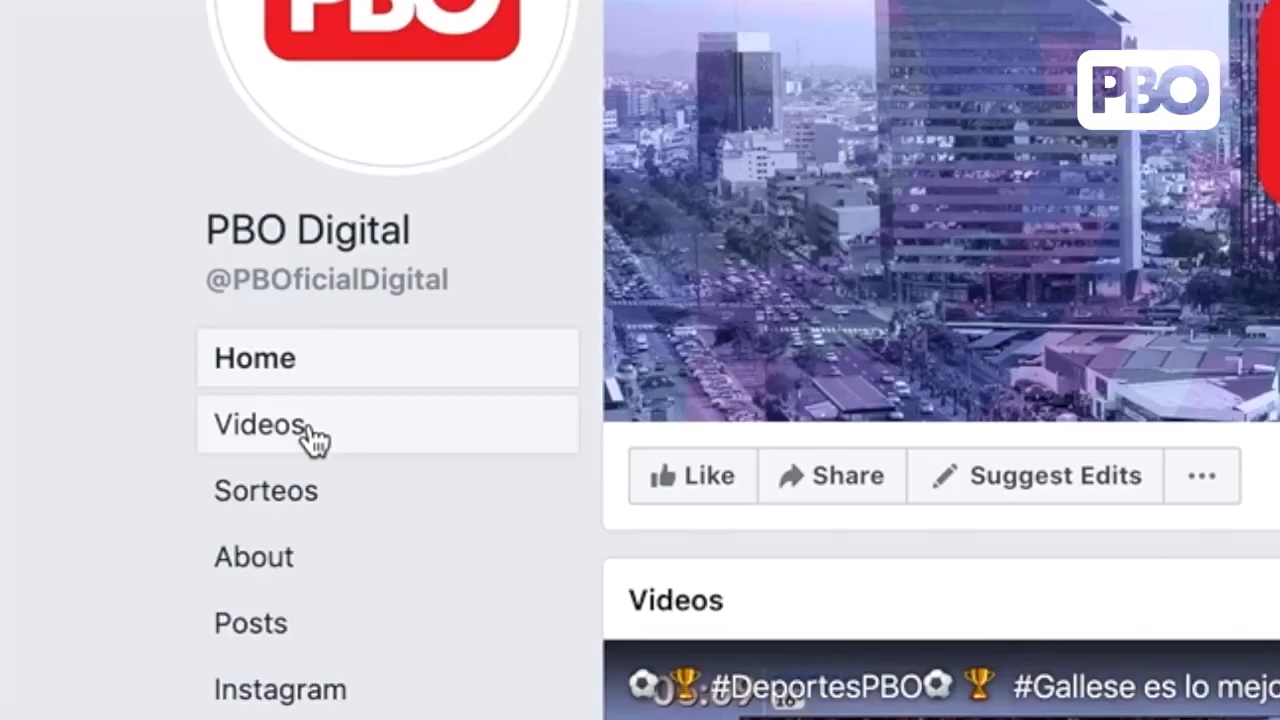 PBO
PBO
PBO Digital
@PBOficialDigital
Home
Videos
Sorteos
About
Posts
Instagram
Like
Share
Suggest Edits
Videos
#DeportesPBO #Gallese es lo mejo